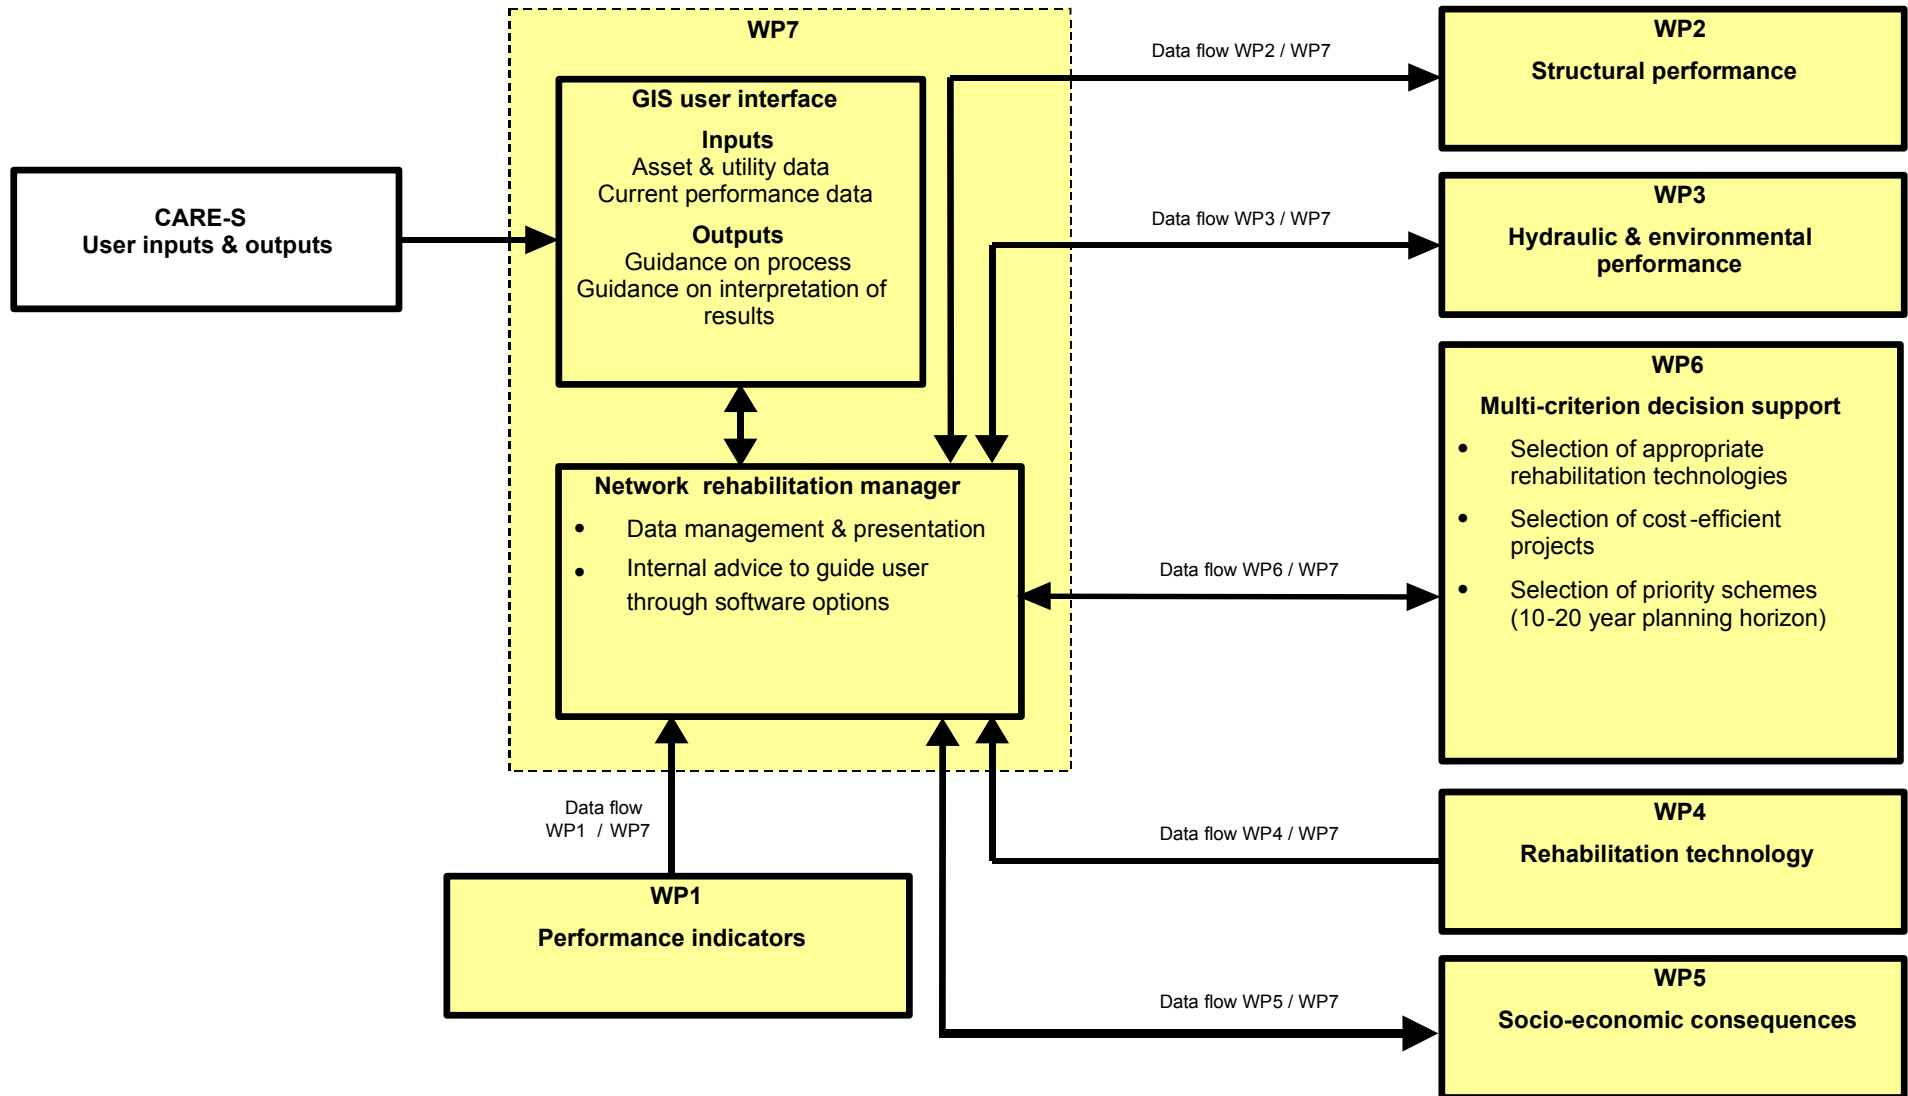 CARE-S
User inputs & outputs
WP7
GIS user interface
Inputs
Asset & utility data
Current performance data
Outputs
Guidance on process
Guidance on interpretation of
results
Network rehabilitation manager
• Data management & presentation
• Internal advice to guide user
through software options
Data flow
WP1 / WP7
WP1
Performance indicators
Data flow WP2 / WP7
WP2
Structural performance
Data flow WP3 / WP7
WP3
Hydraulic & environmental
performance
Data flow WP6 / WP7
WP6
Multi-criterion decision support
• Selection of appropriate
rehabilitation technologies
• Selection of cost-efficient
projects
• Selection of priority schemes
(10-20 year planning horizon)
Data flow WP4 / WP7
WP4
Rehabilitation technology
Data flow WP5 / WP7
WP5
Socio-economic consequences